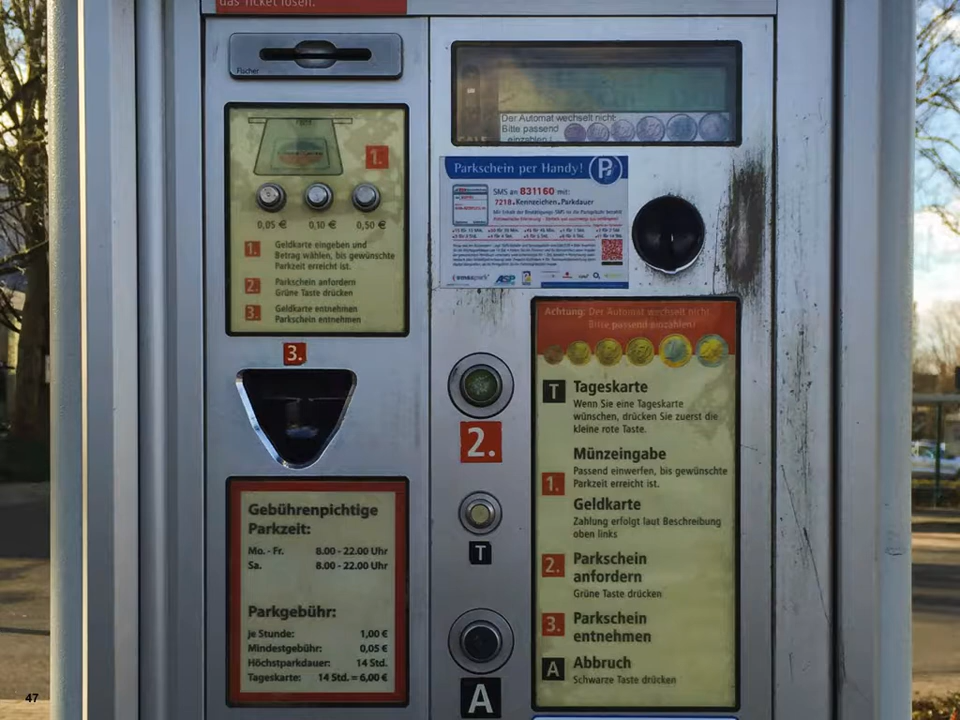 das Ticket lösen.
Fischer
1.
0,05 € 0,10 € 0,50 €
1. Geldkarte eingeben und
Betrag wählen, bis gewünschte
Parkzeit erreicht ist.
2. Parkschein anfordern
Grüne Taste drücken
3. Geldkarte entnehmen
Parkschein entnehmen
3.
Gebührenpichtige
Parkzeit:
Mo. - Fr. 8.00 - 22.00 Uhr
Sa. 8.00 - 22.00 Uhr
Parkgebühr:
Je Stunde: 1,00 €
Mindestgebühr: 0,05 €
Höchstparkdauer: 14 Std.
Tageskarte: 14 Std. = 6,00 €
Der Automat wechselt nicht:
Bitte passend
einzahlen !
Parkschein per Handy! P
SMS an 831160 mit:
7218.Kennzeichen.Parkdauer
ASP
O2
2.
T
A
Achtung: Der Automat wechselt nicht
Bitte passend einzahlen!
T Tageskarte
Wenn Sie eine Tageskarte
wünschen, drücken Sie zuerst die
kleine rote Taste.
Münzeingabe
1. Passend einwerfen, bis gewünschte
Parkzeit erreicht ist.
Geldkarte
Zahlung erfolgt laut Beschreibung
oben links
2. Parkschein
anfordern
Grüne Taste drücken
3. Parkschein
entnehmen
A Abbruch
Schwarze Taste drücken
47